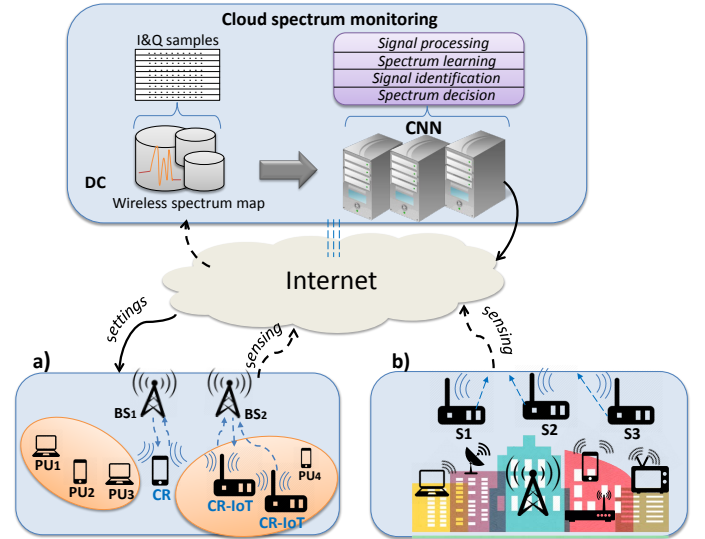 Cloud spectrum monitoring
I&Q samples
Signal processing
Spectrum learning
Signal identification
Spectrum decision
CNN
DC
Wireless spectrum map
Internet
settings
sensing
sensing
a)
BS1
BS2
PU1
PU2
PU3
CR
CR-IoT
CR-IoT
PU4
b)
S1
S2
S3